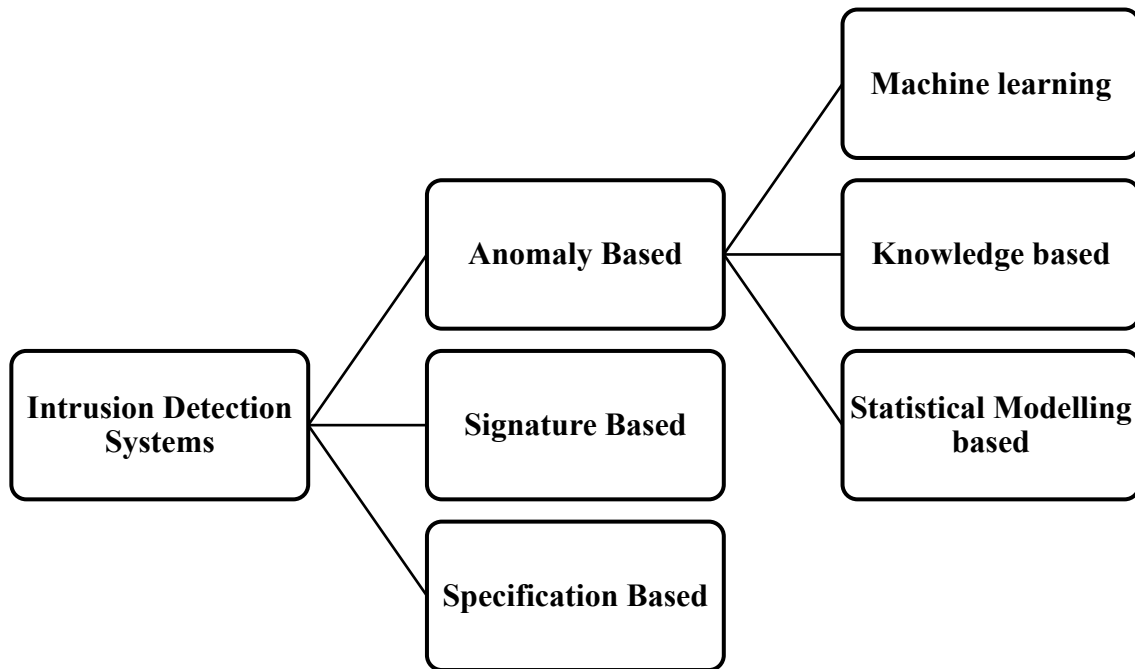 Machine learning
Anomaly Based
Knowledge based
Intrusion Detection
Systems
Signature Based
Statistical Modelling
based
Specification Based